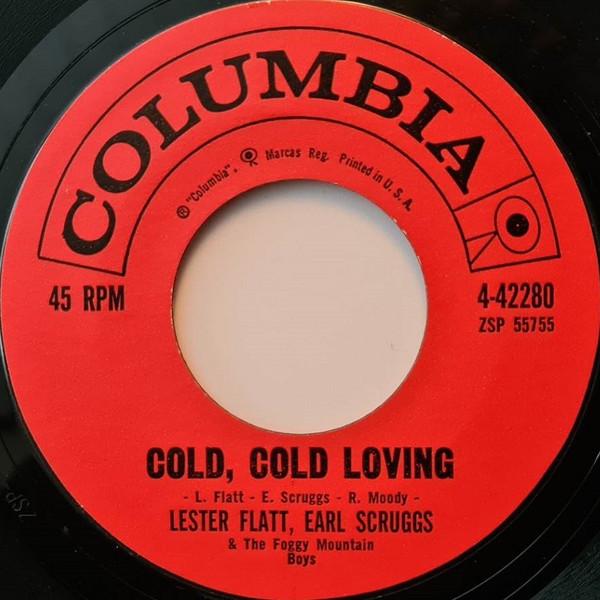 COLUMBIA
® "Columbia", Marcas Reg. Printed in U. S. A.
45 RPM
4-42280
ZSP 55755
COLD, COLD LOVING
- L. Flatt - E. Scruggs - R. Moody -
LESTER FLATT, EARL SCRUGGS
& The Foggy Mountain
Boys
ZSP